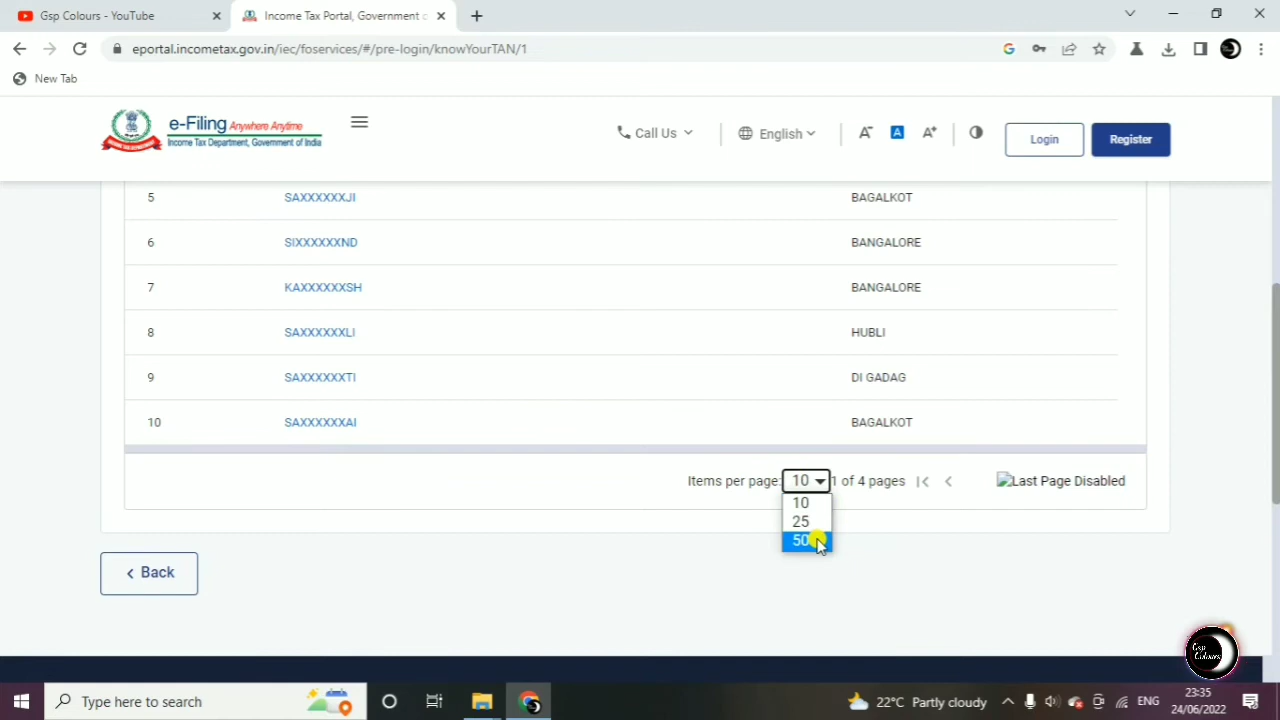 Gsp Colours - YouTube
Income Tax Portal, Government o
eportal.incometax.gov.in/iec/foservices/#/pre-login/knowYourTAN/1
New Tab
e-Filing Anywhere Anytime
Income Tax Department, Government of India
Call Us
English
A-
A
A+
Login
Register
5 SAXXXXXXJI BAGALKOT
6 SIXXXXXXND BANGALORE
7 KAXXXXXXSH BANGALORE
8 SAXXXXXXLI HUBLI
9 SAXXXXXXTI DI GADAG
10 SAXXXXXXAI BAGALKOT
Items per page: 10 1 of 4 pages Last Page Disabled
10
25
50
Back
Gsp Colours
Type here to search
22°C Partly cloudy
ENG
23:35
24/06/2022